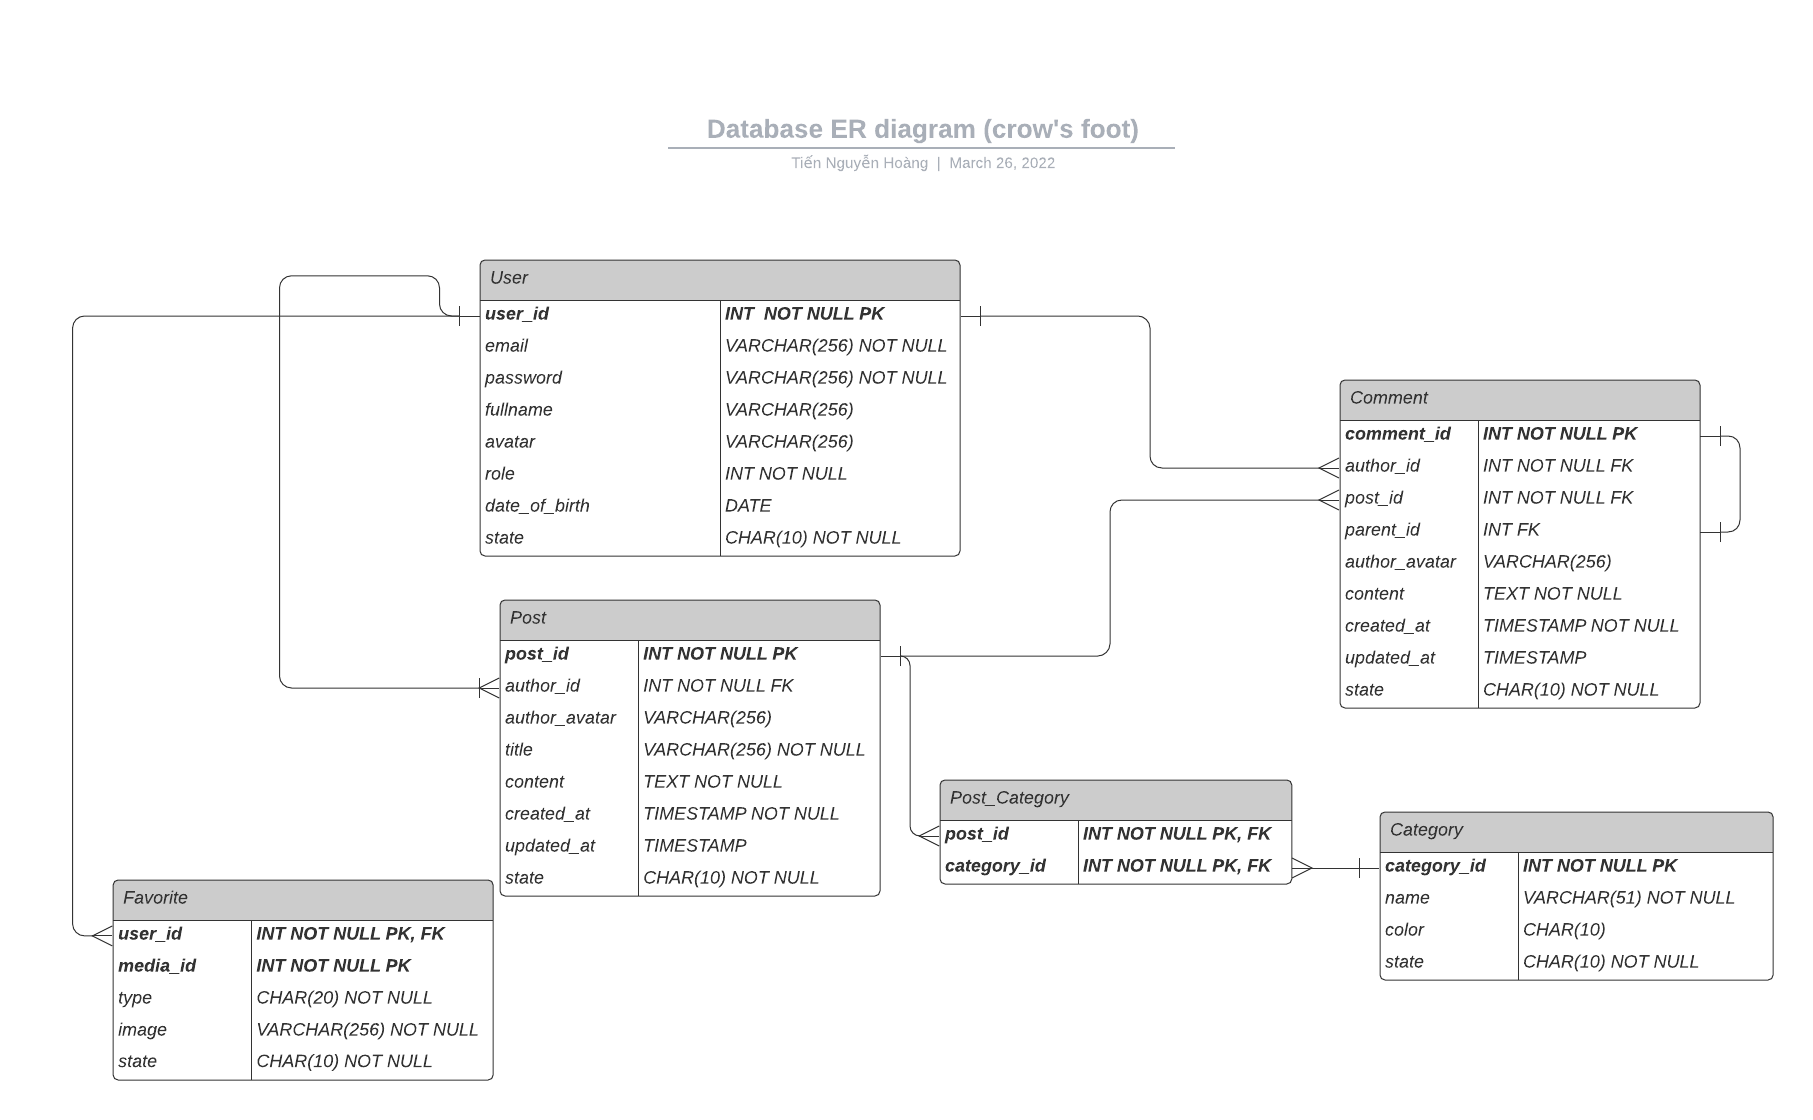 Database ER diagram (crow's foot)
Tiến Nguyễn Hoàng | March 26, 2022
User
user_id INT NOT NULL PK
email VARCHAR(256) NOT NULL
password VARCHAR(256) NOT NULL
fullname VARCHAR(256)
avatar VARCHAR(256)
role INT NOT NULL
date_of_birth DATE
state CHAR(10) NOT NULL
Comment
comment_id INT NOT NULL PK
author_id INT NOT NULL FK
post_id INT NOT NULL FK
parent_id INT FK
author_avatar VARCHAR(256)
content TEXT NOT NULL
created_at TIMESTAMP NOT NULL
updated_at TIMESTAMP
state CHAR(10) NOT NULL
Post
post_id INT NOT NULL PK
author_id INT NOT NULL FK
author_avatar VARCHAR(256)
title VARCHAR(256) NOT NULL
content TEXT NOT NULL
created_at TIMESTAMP NOT NULL
updated_at TIMESTAMP
state CHAR(10) NOT NULL
Post_Category
post_id INT NOT NULL PK, FK
category_id INT NOT NULL PK, FK
Category
category_id INT NOT NULL PK
name VARCHAR(51) NOT NULL
color CHAR(10)
state CHAR(10) NOT NULL
Favorite
user_id INT NOT NULL PK, FK
media_id INT NOT NULL PK
type CHAR(20) NOT NULL
image VARCHAR(256) NOT NULL
state CHAR(10) NOT NULL